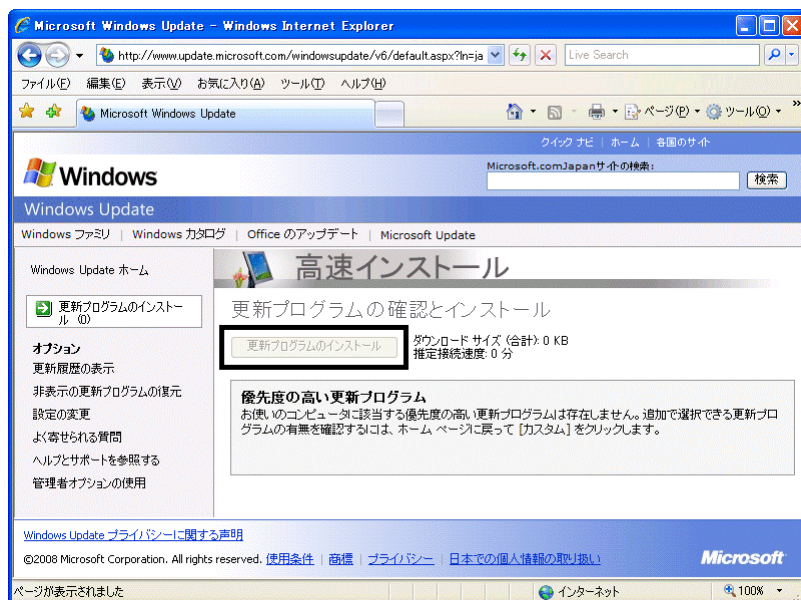 Microsoft Windows Update - Windows Internet Explorer
http://www.update.microsoft.com/windowsupdate/v6/default.aspx?ln=ja
Live Search
ファイル(F) 編集(E) 表示(V) お気に入り(A) ツール(T) ヘルプ(H)
Microsoft Windows Update
ページ(P) ツール(O)
クイック ナビ | ホーム | 各国のサイト
Windows
Microsoft.comJapanサイトの検索:
検索
Windows Update
Windows ファミリ | Windows カタログ | Office のアップデート | Microsoft Update
Windows Update ホーム
更新プログラムのインストー
ル (0)
オプション
更新履歴の表示
非表示の更新プログラムの復元
設定の変更
よく寄せられる質問
ヘルプとサポートを参照する
管理者オプションの使用
高速インストール
更新プログラムの確認とインストール
更新プログラムのインストール
ダウンロード サイズ (合計): 0 KB
推定接続速度: 0 分
優先度の高い更新プログラム
お使いのコンピュータに該当する優先度の高い更新プログラムは存在しません。追加で選択できる更新プロ
グラムの有無を確認するには、ホーム ページに戻って [カスタム] をクリックします。
Windows Update プライバシーに関する声明
©2008 Microsoft Corporation. All rights reserved. 使用条件 | 商標 | プライバシー | 日本での個人情報の取り扱い
Microsoft
ページが表示されました
インターネット
100%